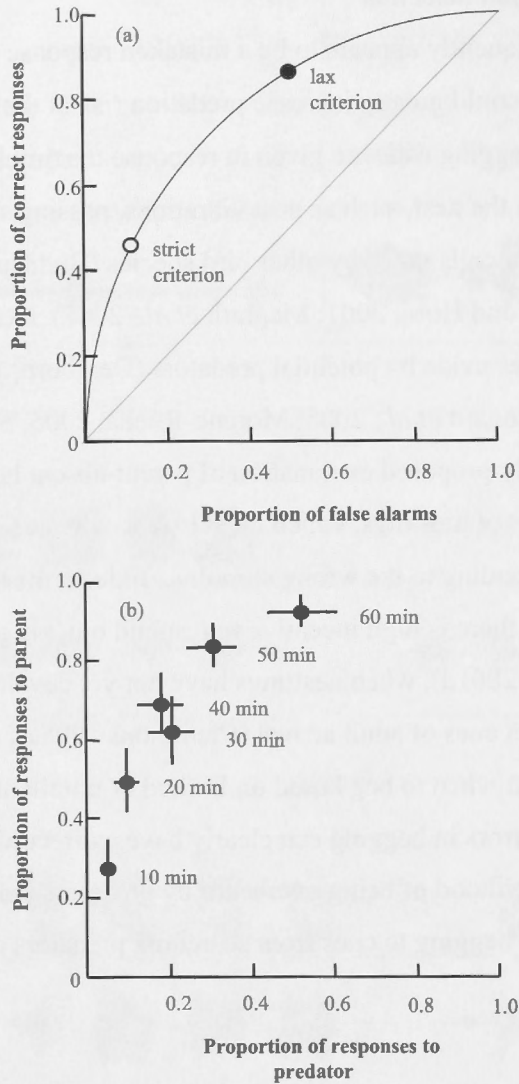 (a)
1.0
0.8
0.6
0.4
0.2
0
Proportion of correct responses
lax
criterion
strict
criterion
0.2
0.4
0.6
0.8
1.0
Proportion of false alarms
(b)
1.0
0.8
0.6
0.4
0.2
0
Proportion of responses to parent
60 min
50 min
40 min
30 min
20 min
10 min
0.2
0.4
0.6
0.8
1.0
Proportion of responses to
predator